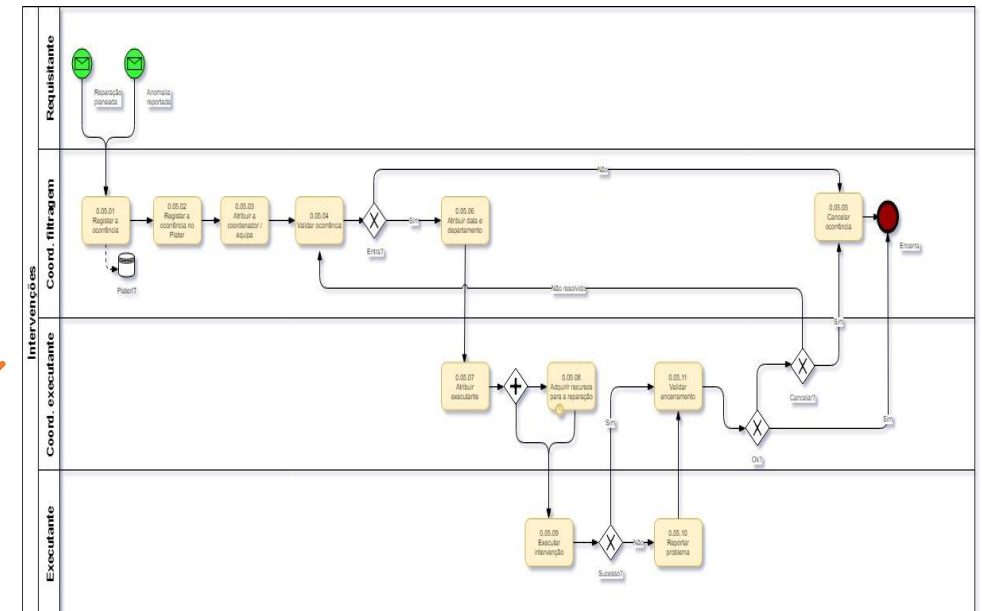 Intervenções
Requisitante
Reparação
planeada
Anomalia
reportada
Coord. filtragem
0.05.01
Registar a
ocorrência
PlaterIT
0.05.02
Registar a
ocorrência no
Plater
0.05.03
Atribuir a
coordenador /
equipa
0.05.04
Validar ocorrência
Entra?
Sim
Não
0.05.06
Atribuir data e
departamento
0.05.05
Cancelar
ocorrência
Encerra
Não resolvido
Coord. executante
0.05.07
Atribuir
executante
0.05.08
Adquirir recursos
para a reparação
Sim
0.05.11
Validar
encerramento
Ok?
Cancelar?
Sim
Sim
Executante
0.05.09
Executar
intervenção
Sucesso?
Não
0.05.10
Reportar
problema